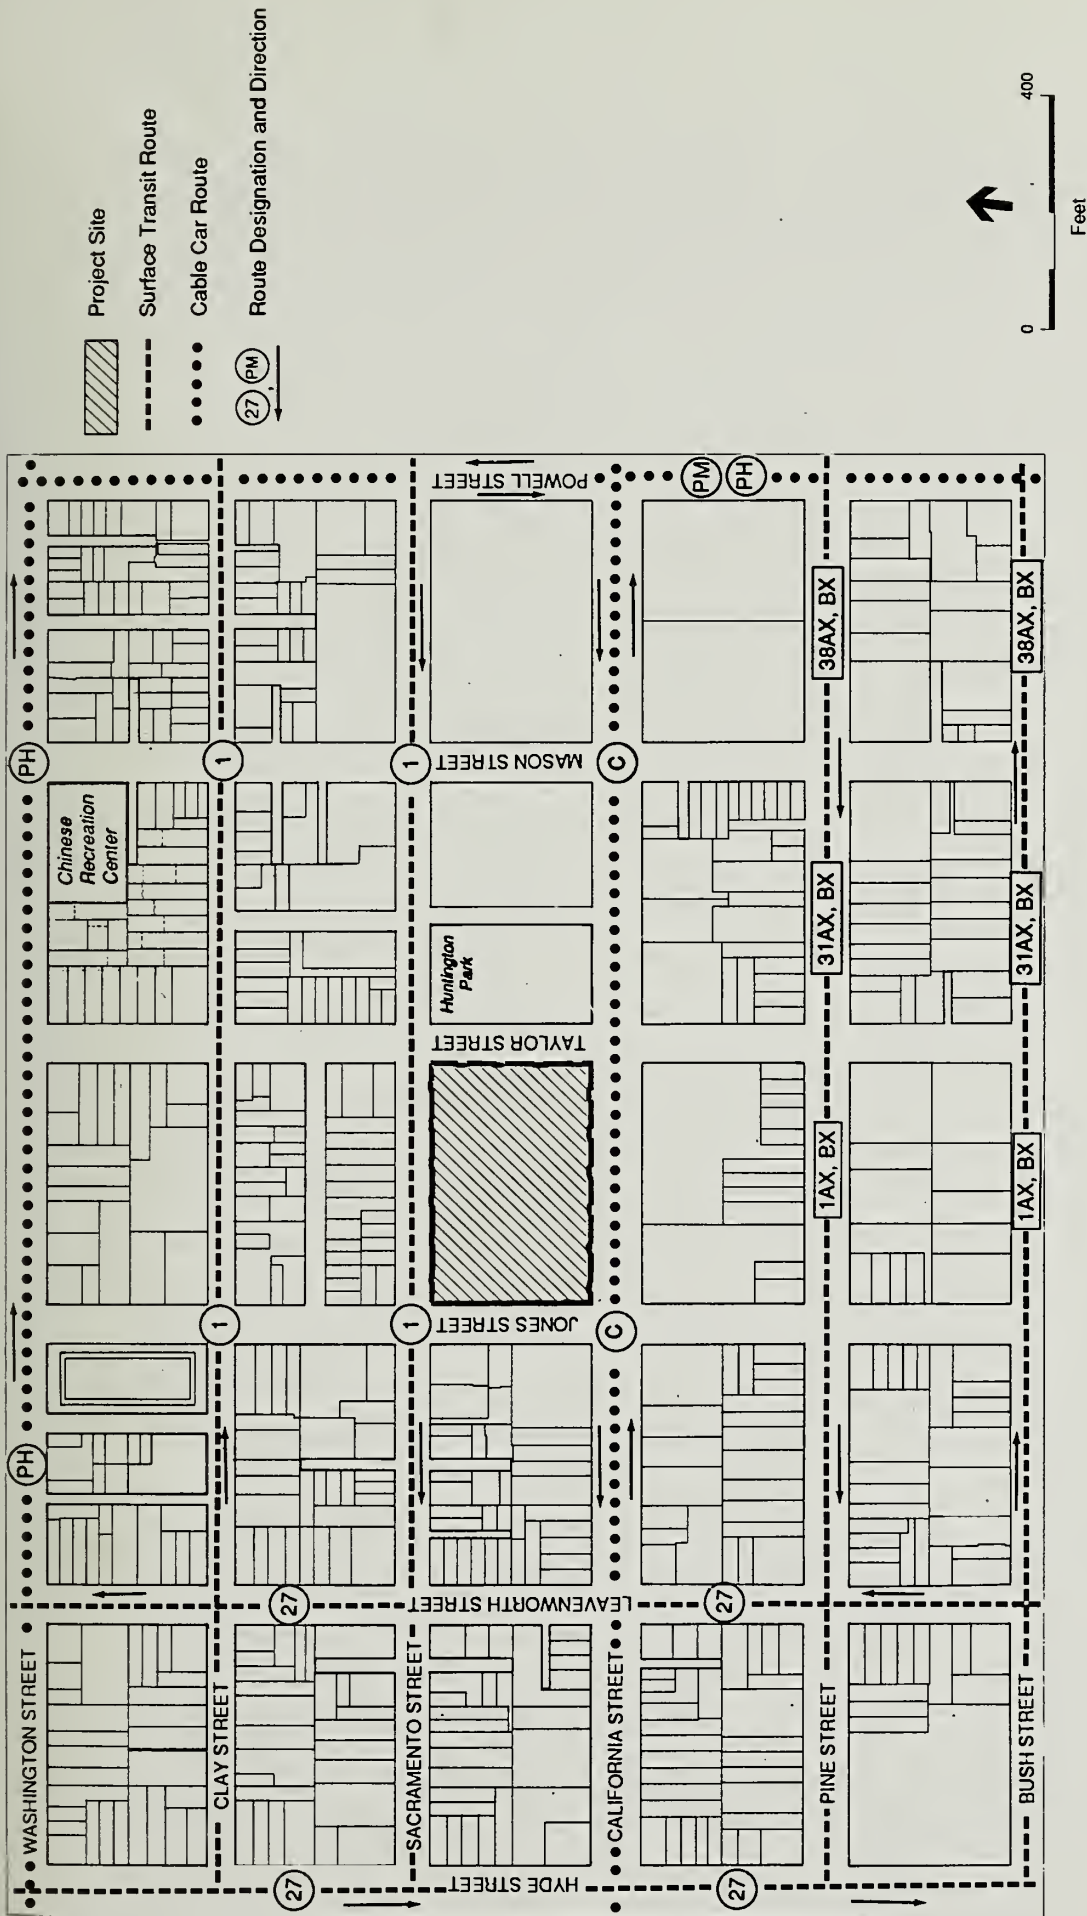 Project Site
Surface Transit Route
Cable Car Route
27, PM Route Designation and Direction
0 400
Feet
WASHINGTON STREET
PH
PH
Chinese
Recreation
Center
CLAY STREET
1
1
27
27
SACRAMENTO STREET
1
1
HYDE STREET
LEAVENWORTH STREET
JONES STREET
TAYLOR STREET
MASON STREET
POWELL STREET
Huntington
Park
CALIFORNIA STREET
C
C
27
27
PM
PH
PINE STREET
1AX, BX
31AX, BX
38AX, BX
BUSH STREET
1AX, BX
31AX, BX
38AX, BX